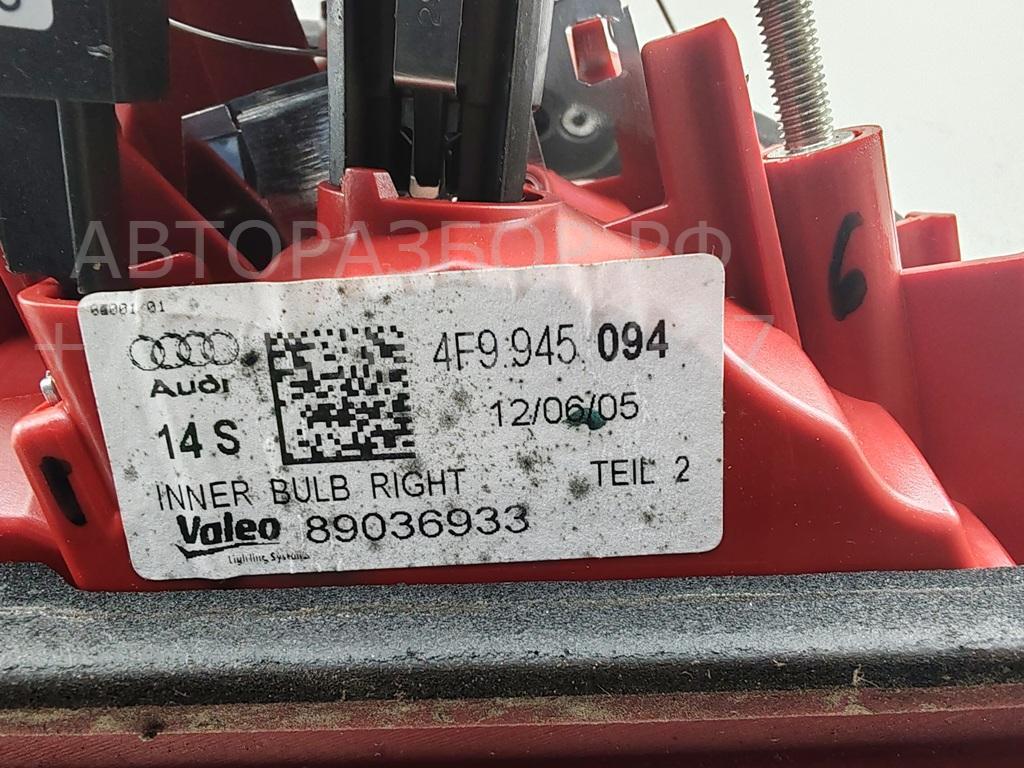 АВТОРАЗБОР.РФ
6
01
Audi
4F9 945 094
12/06/05
14 S
INNER BULB RIGHT TEIL 2
Valeo 89036933
Lighting Systems